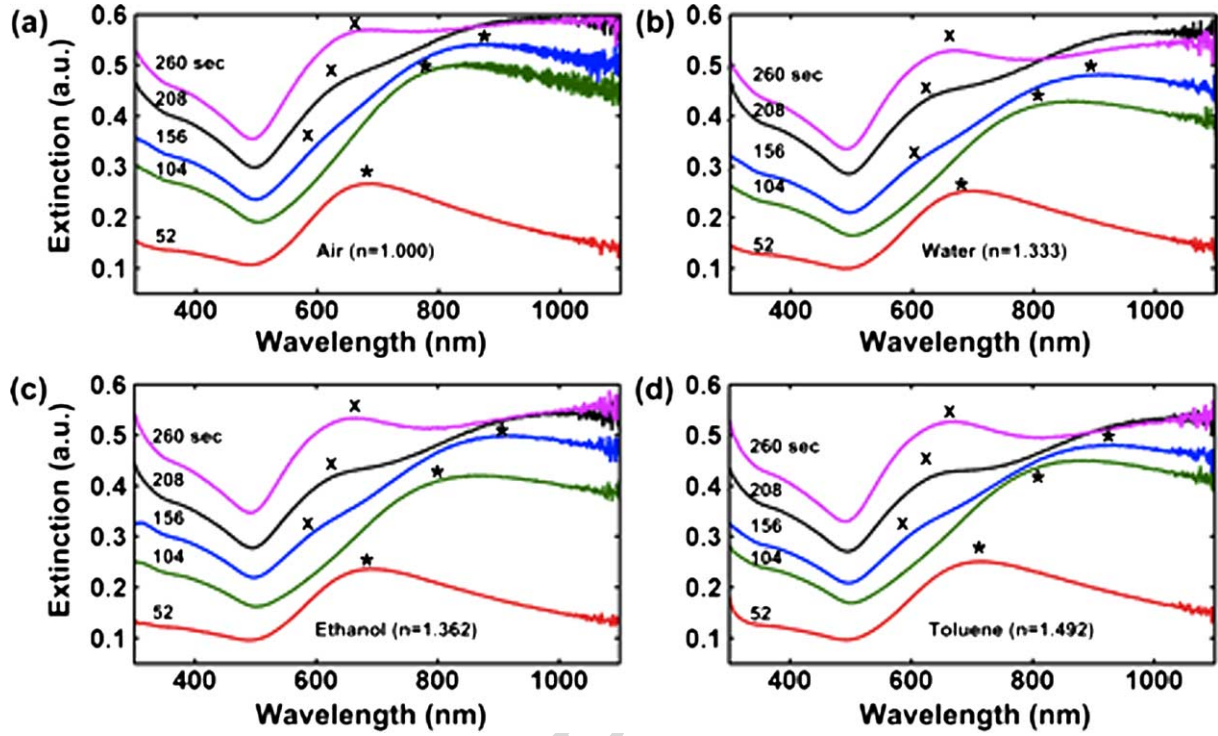 (a)
0.6
0.5
0.4
0.3
0.2
0.1
Extinction (a.u.)
260 sec
208
156
104
52
x
x
x
★
★
★
Air (n=1.000)
400 600 800 1000
Wavelength (nm)
(b)
0.6
0.5
0.4
0.3
0.2
0.1
260 sec
208
156
104
52
x
x
x
★
★
★
Water (n=1.333)
400 600 800 1000
Wavelength (nm)
(c)
0.6
0.5
0.4
0.3
0.2
0.1
Extinction (a.u.)
260 sec
208
156
104
52
x
x
x
★
★
★
Ethanol (n=1.362)
400 600 800 1000
Wavelength (nm)
(d)
0.6
0.5
0.4
0.3
0.2
0.1
260 sec
208
156
104
52
x
x
x
★
★
★
Toluene (n=1.492)
400 600 800 1000
Wavelength (nm)